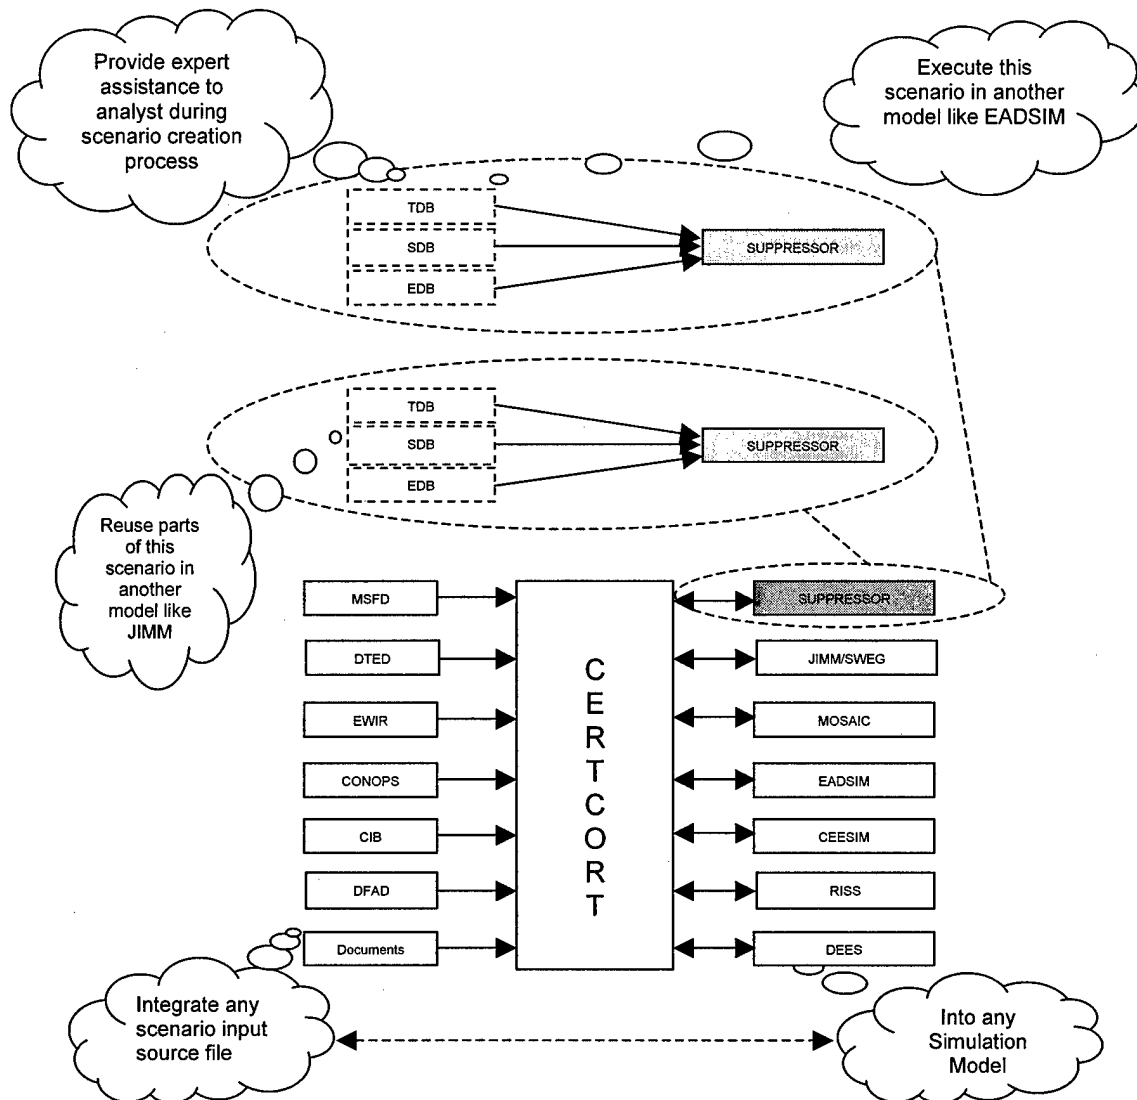 Provide expert
assistance to
analyst during
scenario creation
process
Execute this
scenario in another
model like EADSIM
TDB
SDB
EDB
SUPPRESSOR
TDB
SDB
EDB
SUPPRESSOR
Reuse parts
of this
scenario in
another
model like
JIMM
MSFD
DTED
EWIR
CONOPS
CIB
DFAD
Documents
C
E
R
T
C
O
R
T
SUPPRESSOR
JIMM/SWEG
MOSAIC
EADSIM
CEESIM
RISS
DEES
Integrate any
scenario input
source file
Into any
Simulation
Model